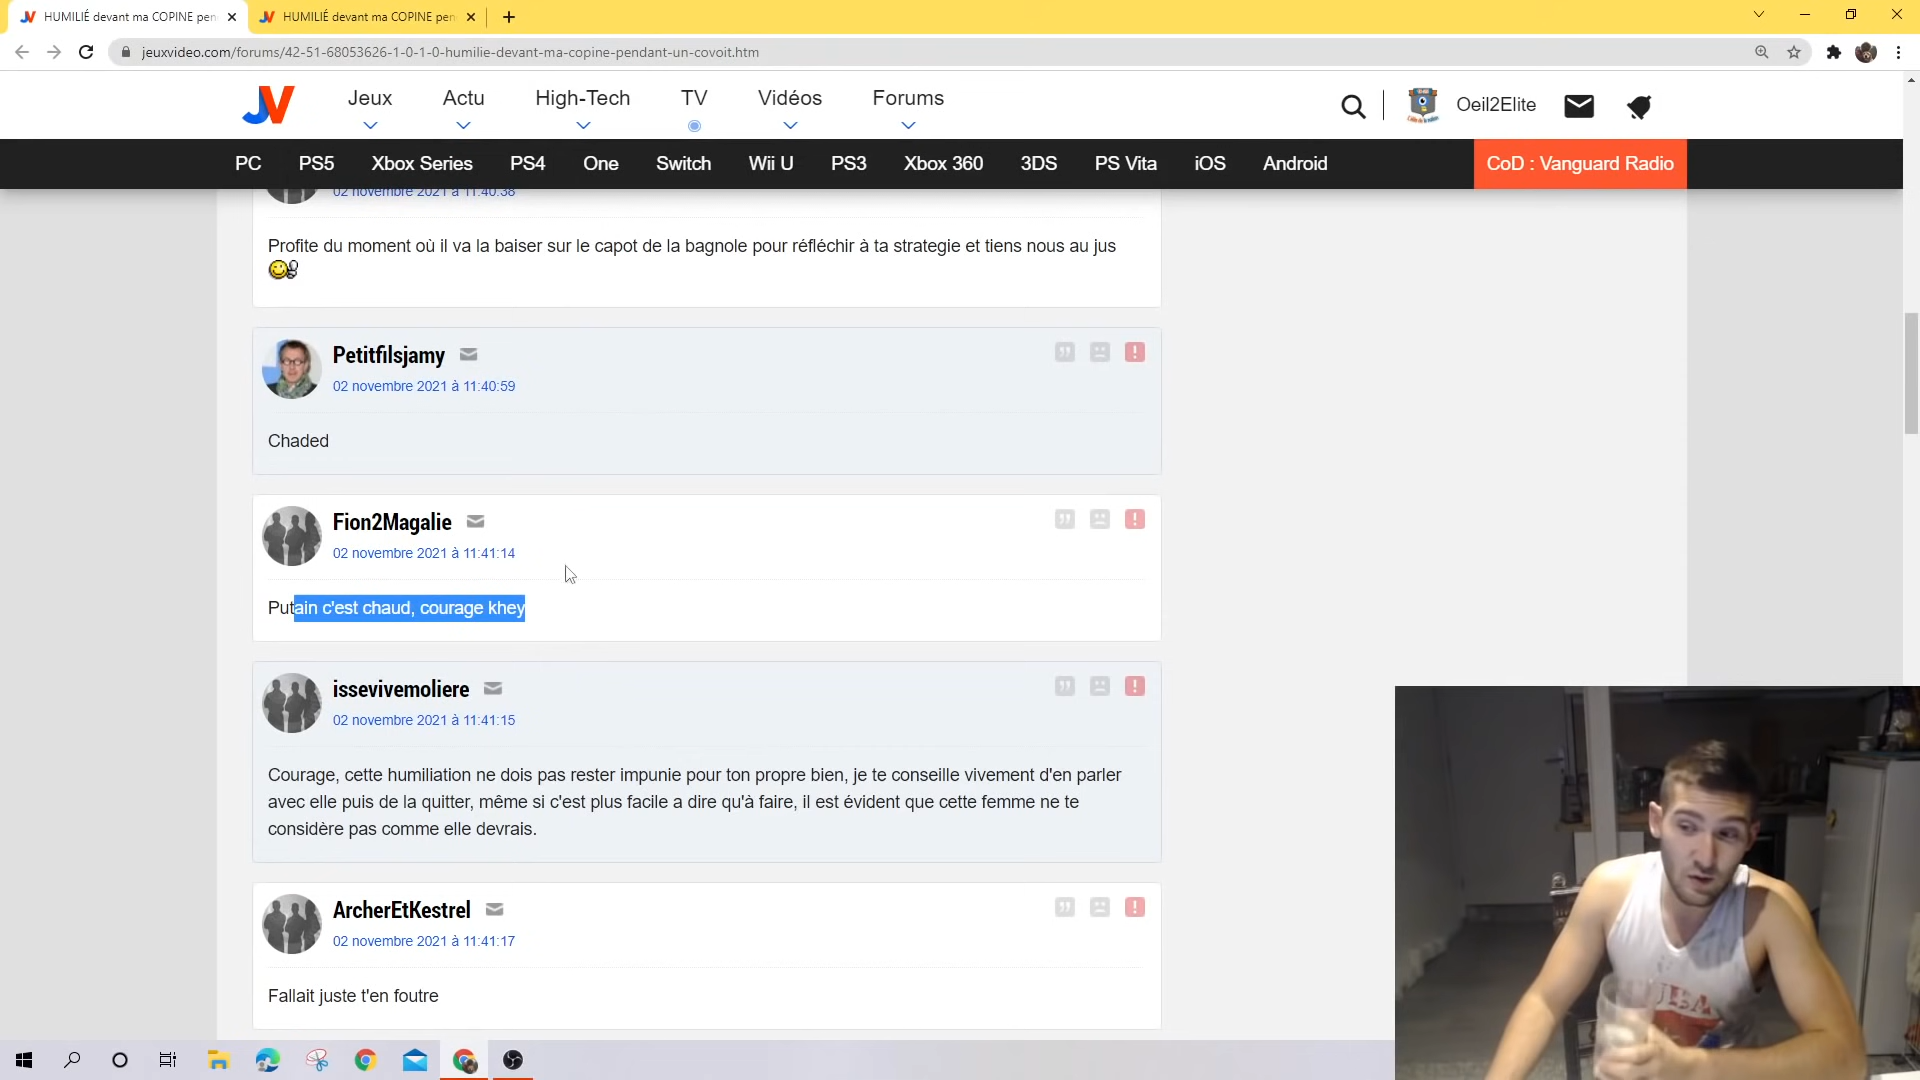 HUMILIÉ devant ma COPINE pen
HUMILIÉ devant ma COPINE pen
jeuxvideo.com/forums/42-51-68053626-1-0-1-0-humilie-devant-ma-copine-pendant-un-covoit.htm
JV
Jeux
Actu
High-Tech
TV
Vidéos
Forums
Oeil2Elite
PC
PS5
Xbox Series
PS4
One
Switch
Wii U
PS3
Xbox 360
3DS
PS Vita
iOS
Android
CoD : Vanguard Radio
02 novembre 2021 à 11:40:38
Profite du moment où il va la baiser sur le capot de la bagnole pour réfléchir à ta strategie et tiens nous au jus
Petitfilsjamy
02 novembre 2021 à 11:40:59
Chaded
Fion2Magalie
02 novembre 2021 à 11:41:14
Putain c'est chaud, courage khey
issevivemoliere
02 novembre 2021 à 11:41:15
Courage, cette humiliation ne dois pas rester impunie pour ton propre bien, je te conseille vivement d'en parler
avec elle puis de la quitter, même si c'est plus facile a dire qu'à faire, il est évident que cette femme ne te
considère pas comme elle devrais.
ArcherEtKestrel
02 novembre 2021 à 11:41:17
Fallait juste t'en foutre